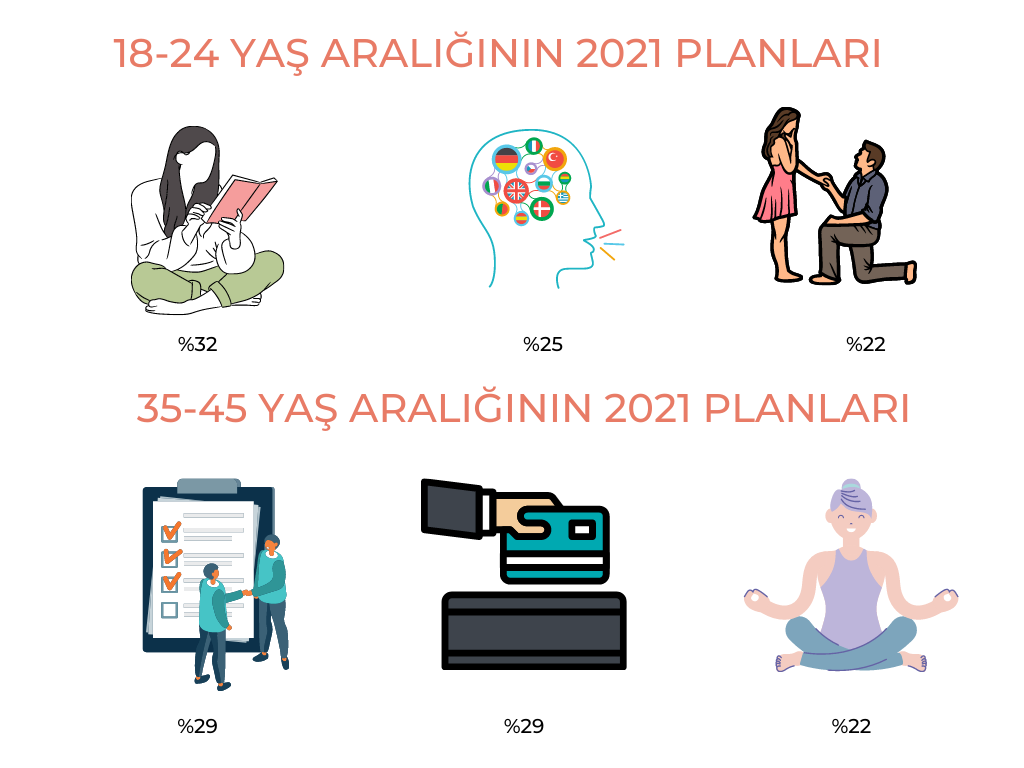 18-24 YAŞ ARALIĞININ 2021 PLANLARI
%32 %25 %22
35-45 YAŞ ARALIĞININ 2021 PLANLARI
%29 %29 %22